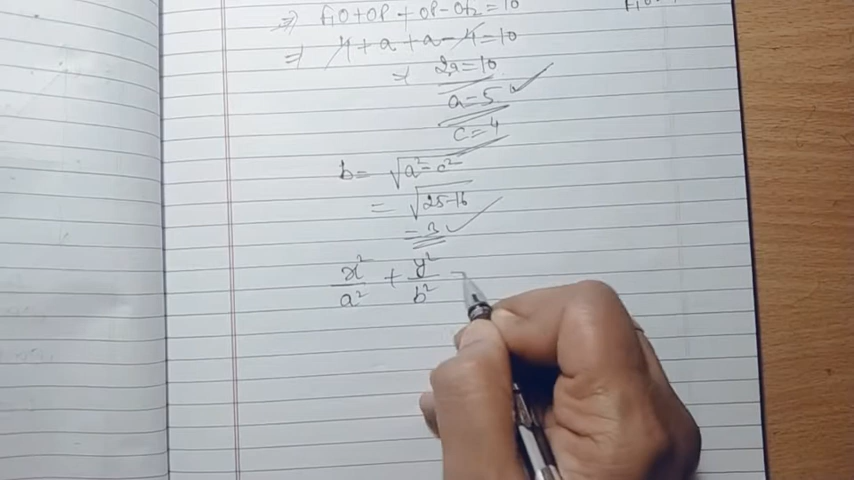 ⇒ F₁O + OP + OP - OF₂ = 10
⇒ 4 + a + a - 4 = 10
⇒ 2a = 10
a = 5
c = 4
b = √a² - c²
= √25-16
= 3
x²/a² + y²/b² =